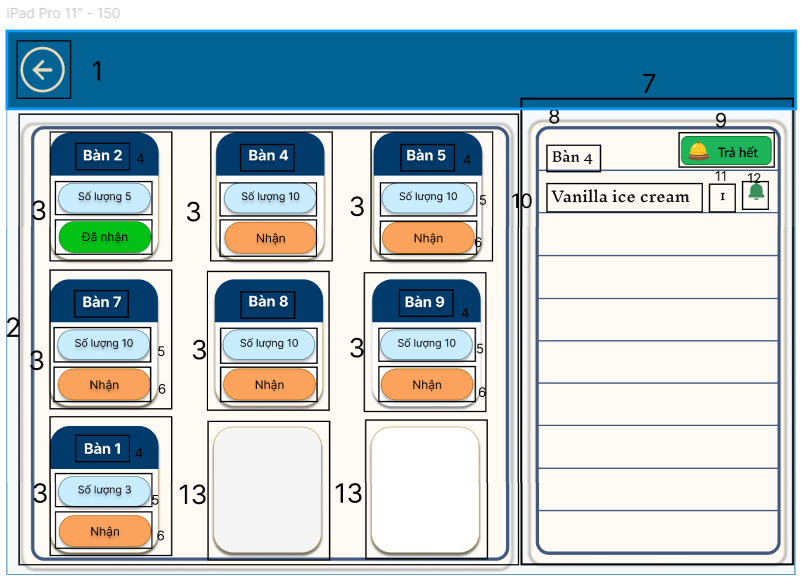 iPad Pro 11" - 150
1
7
8
9
Bàn 2 4
Bàn 4
Bàn 5 4
Bàn 4
Trả hết
11
12
3
Số lượng 5
3
Số lượng 10
3
Số lượng 10
5
10
Vanilla ice cream
1
Đã nhận
Nhận
Nhận
6
Bàn 7
Bàn 8
Bàn 9
4
2
3
Số lượng 10
5
3
Số lượng 10
3
Số lượng 10
5
Nhận
6
Nhận
Nhận
6
Bàn 1 4
3
Số lượng 3
5
13
13
Nhận
6